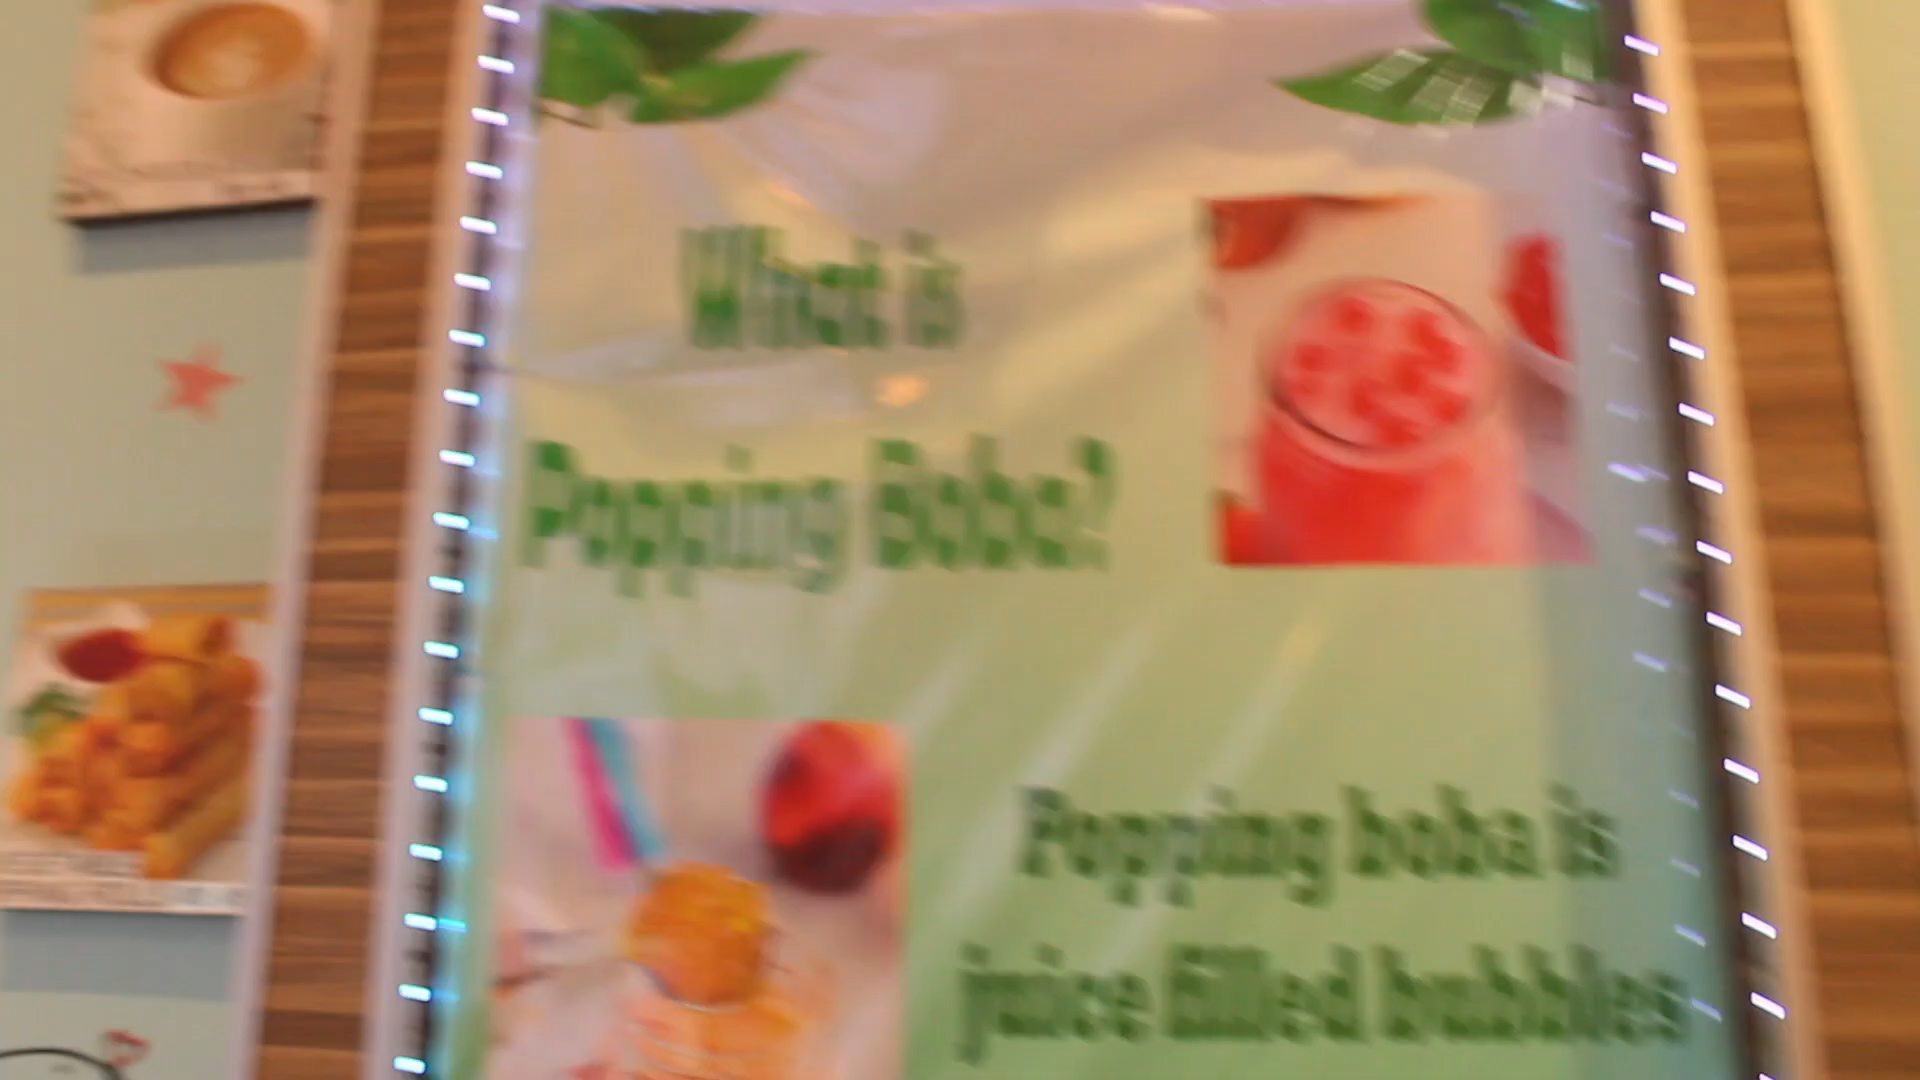 What is
Popping Boba?
Popping boba is
juice filled bubbles